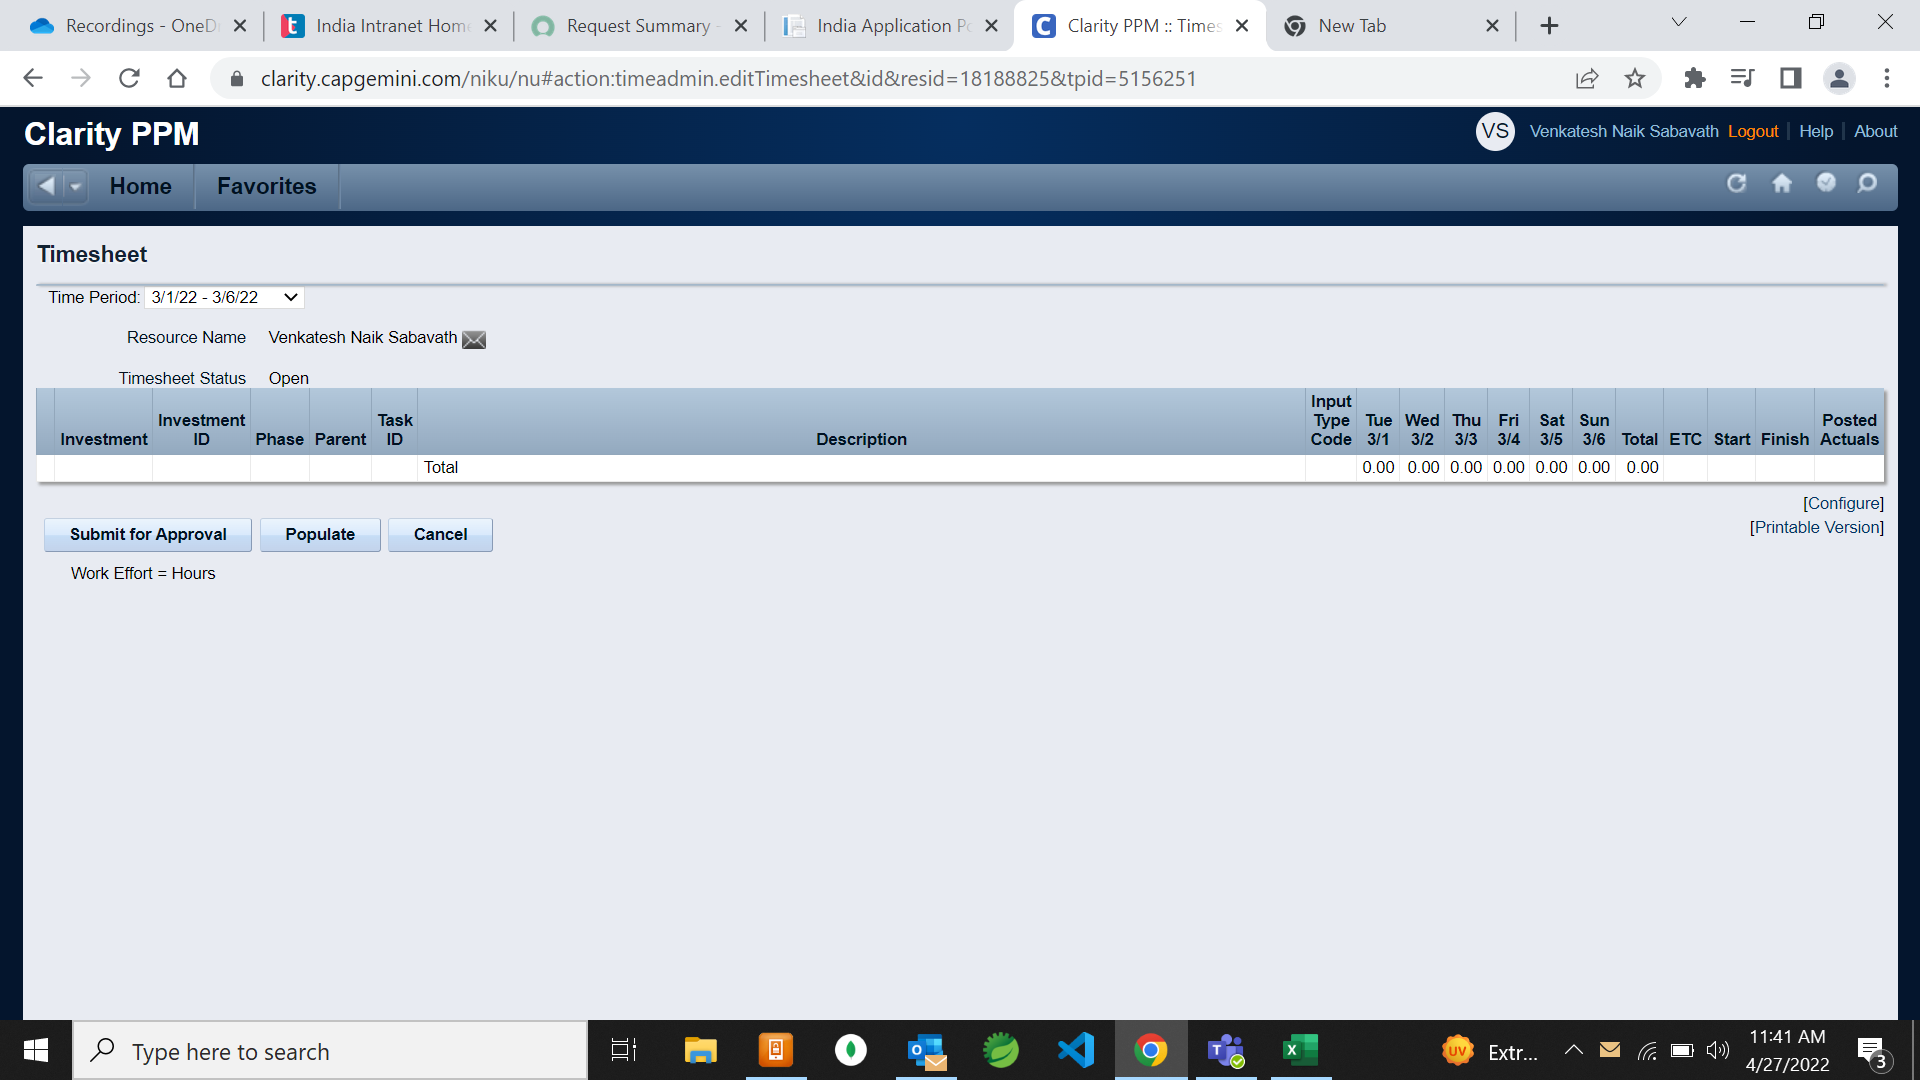 Recordings - OneD
India Intranet Home
Request Summary -
India Application Po
Clarity PPM :: Times
New Tab
clarity.capgemini.com/niku/nu#action:timeadmin.editTimesheet&id&resid=18188825&tpid=5156251
Clarity PPM
VS Venkatesh Naik Sabavath Logout Help About
Home Favorites
Timesheet
Time Period: 3/1/22 - 3/6/22
Resource Name Venkatesh Naik Sabavath
Timesheet Status Open
Investment Investment ID Phase Parent Task ID Description Input Type Code Tue 3/1 Wed 3/2 Thu 3/3 Fri 3/4 Sat 3/5 Sun 3/6 Total ETC Start Finish Posted Actuals
Total 0.00 0.00 0.00 0.00 0.00 0.00 0.00
[Configure]
[Printable Version]
Submit for Approval Populate Cancel
Work Effort = Hours
Type here to search
UV Extr...
11:41 AM
4/27/2022
3